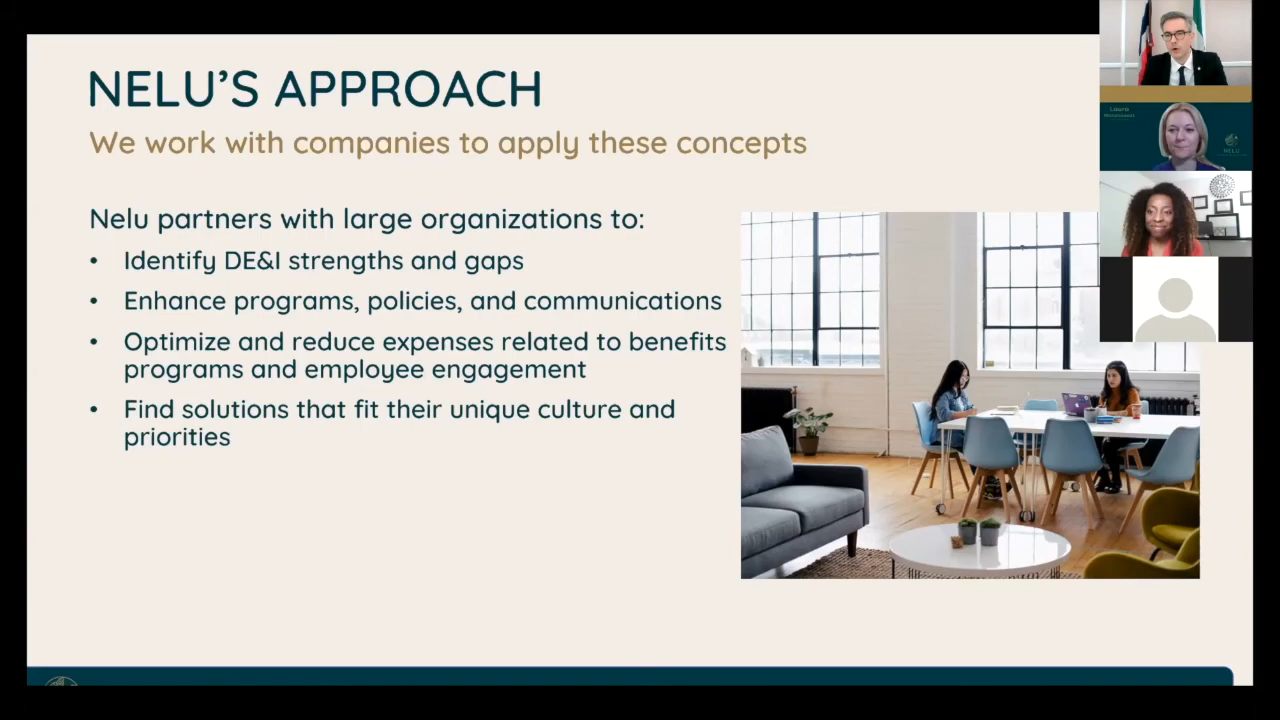 NELU'S APPROACH
We work with companies to apply these concepts
Nelu partners with large organizations to:
• Identify DE&I strengths and gaps
• Enhance programs, policies, and communications
• Optimize and reduce expenses related to benefits
programs and employee engagement
• Find solutions that fit their unique culture and
priorities
Laura
NELU